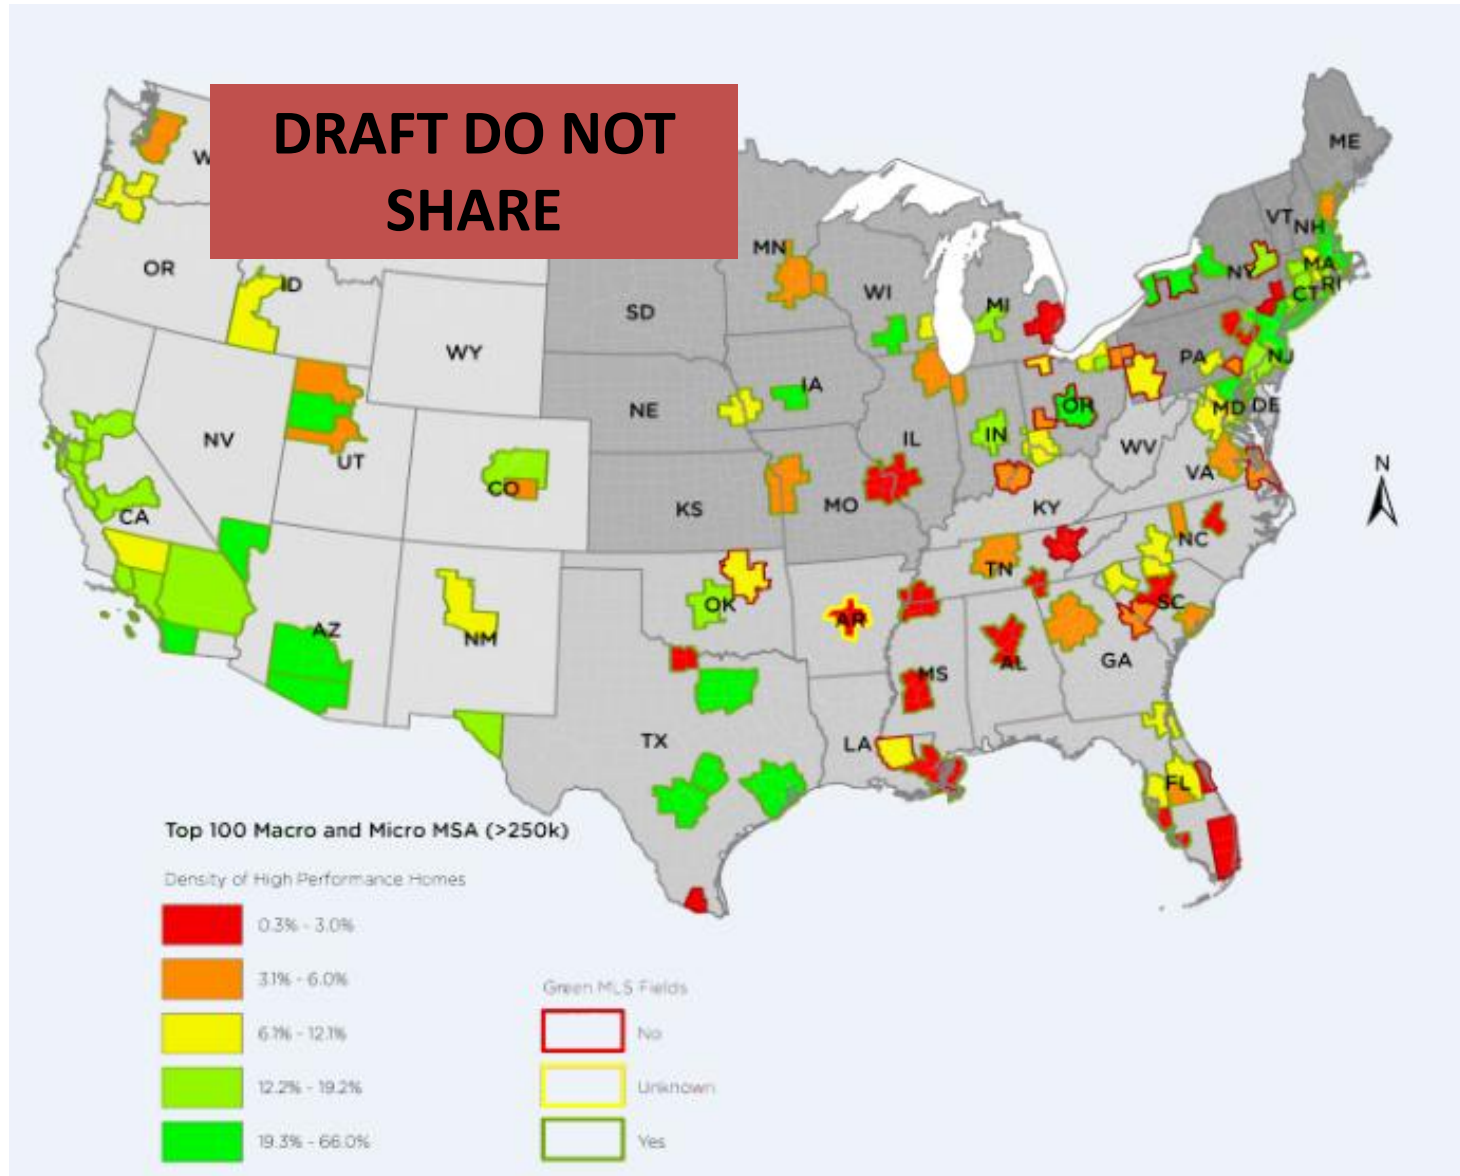 DRAFT DO NOT
SHARE
ME
W
VT
NH
MN
OR
ID
NY
MA
WI
CT
RI
MI
SD
WY
PA
NJ
IA
NE
OH
MD
DE
NV
IL
IN
WV
UT
VA
CO
KS
MO
KY
CA
N
NC
TN
OK
SC
AR
AZ
NM
GA
AL
MS
TX
LA
FL
Top 100 Macro and Micro MSA (>250k)
Density of High Performance Homes
0.3% - 3.0%
3.1% - 6.0%
6.1% - 12.1%
12.2% - 19.2%
19.3% - 66.0%
Green MLS Fields
No
Unknown
Yes